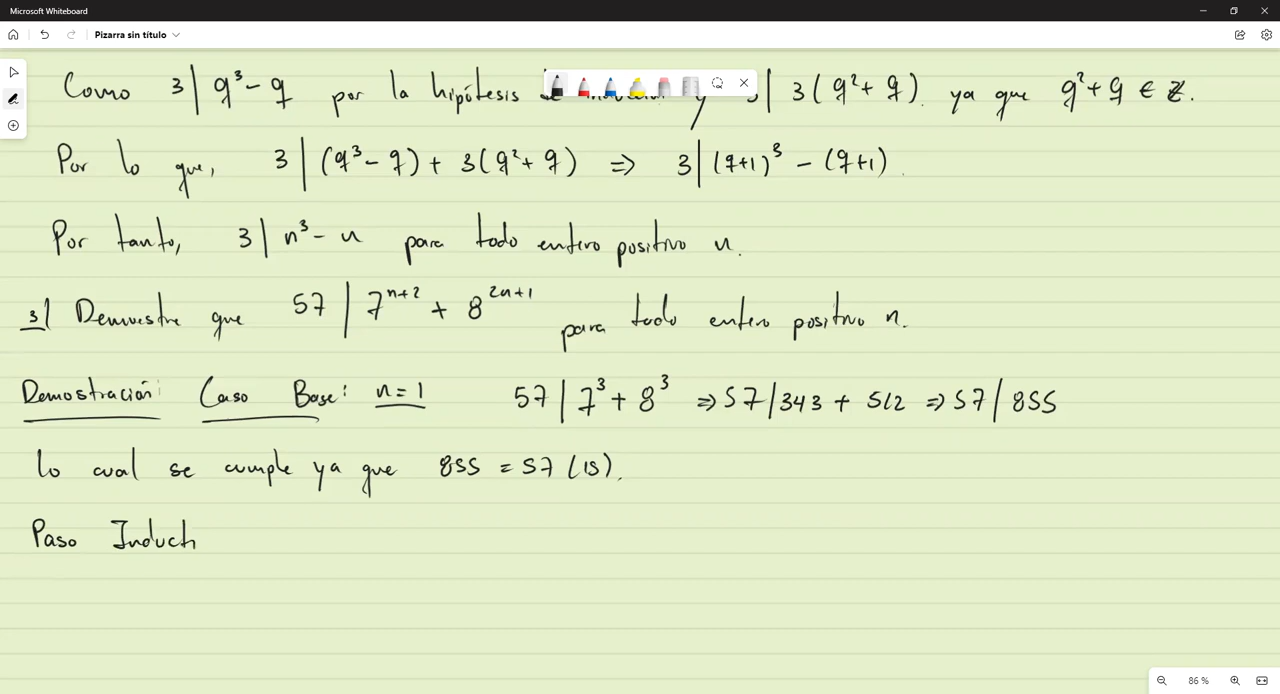 Microsoft Whiteboard
Pizarra sin título
Como 3 | q³ - q por la hipótesis y 3 | 3(q² + q). ya que q² + q ∈ ℤ.
Por lo que, 3 | (q³ - q) + 3(q² + q) ⇒ 3 | (q+1)³ - (q+1).
Por tanto, 3 | n³ - n para todo entero positivo n.
3) Demuestre que 57 | 7ⁿ⁺² + 8²ⁿ⁺¹ para todo entero positivo n.
Demostración: Caso Base: n = 1 57 | 7³ + 8³ ⇒ 57 | 343 + 512 ⇒ 57 | 855
lo cual se cumple ya que 855 = 57 (15).
Paso Inducti
86 %